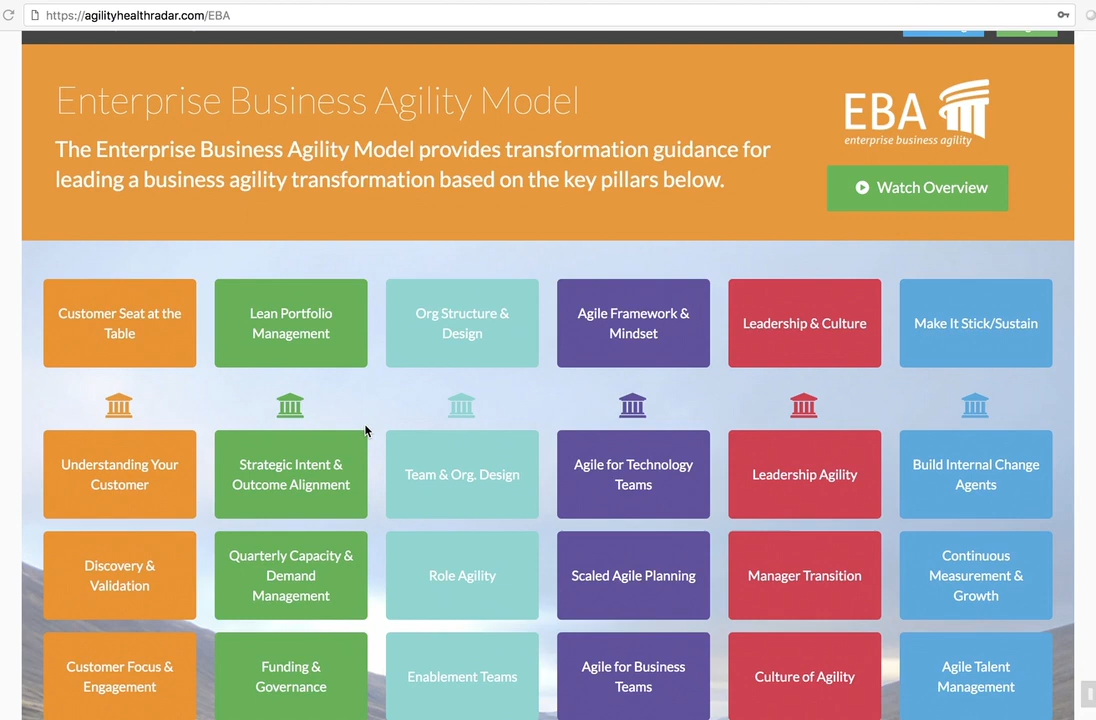 https://agilityhealthradar.com/EBA
Enterprise Business Agility Model
The Enterprise Business Agility Model provides transformation guidance for
leading a business agility transformation based on the key pillars below.
EBA
enterprise business agility
Watch Overview
Customer Seat at the
Table
Lean Portfolio
Management
Org Structure &
Design
Agile Framework &
Mindset
Leadership & Culture
Make It Stick/Sustain
Understanding Your
Customer
Strategic Intent &
Outcome Alignment
Team & Org. Design
Agile for Technology
Teams
Leadership Agility
Build Internal Change
Agents
Discovery &
Validation
Quarterly Capacity &
Demand
Management
Role Agility
Scaled Agile Planning
Manager Transition
Continuous
Measurement &
Growth
Customer Focus &
Engagement
Funding &
Governance
Enablement Teams
Agile for Business
Teams
Culture of Agility
Agile Talent
Management